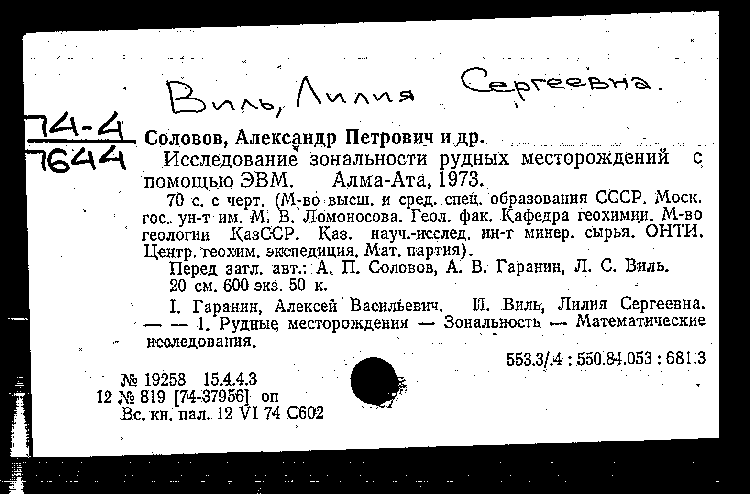 Виль, Лилия Сергеевна.
74-4
7644
Соловов, Александр Петрович и др.
Исследование зональности рудных месторождений с
помощью ЭВМ. Алма-Ата, 1973.
70 с. с черт. (М-во высш. и сред. спец. образования СССР. Моск.
гос. ун-т им. М. В. Ломоносова. Геол. фак. Кафедра геохимии. М-во
геологии КазССР. Каз. науч.-исслед. ин-т минер. сырья. ОНТИ.
Центр. геохим. экспедиция. Мат. партия).
Перед загл. авт.: А. П. Соловов, А. В. Гаранин, Л. С. Виль.
20 см. 600 экз. 50 к.
I. Гаранин, Алексей Васильевич. II. Виль, Лилия Сергеевна.
— — 1. Рудные месторождения — Зональность — Математические
исследования.
553.3/.4 : 550.84.053 : 681.3
№ 19258 15.4.4.3
12 № 819 [74-37956] оп
Вс. кн. пал. 12 VI 74 С602